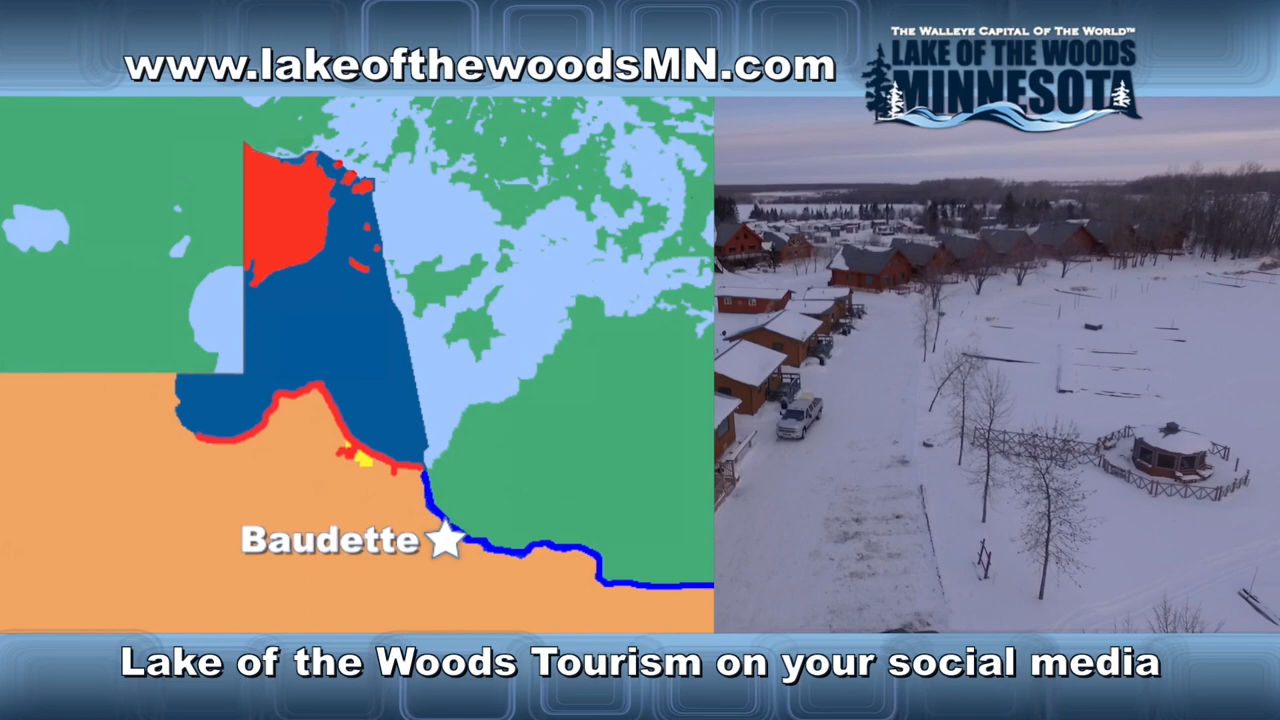 www.lakeofthewoodsMN.com
THE WALLEYE CAPITAL OF THE WORLD™
LAKE OF THE WOODS
MINNESOTA
Baudette
Lake of the Woods Tourism on your social media